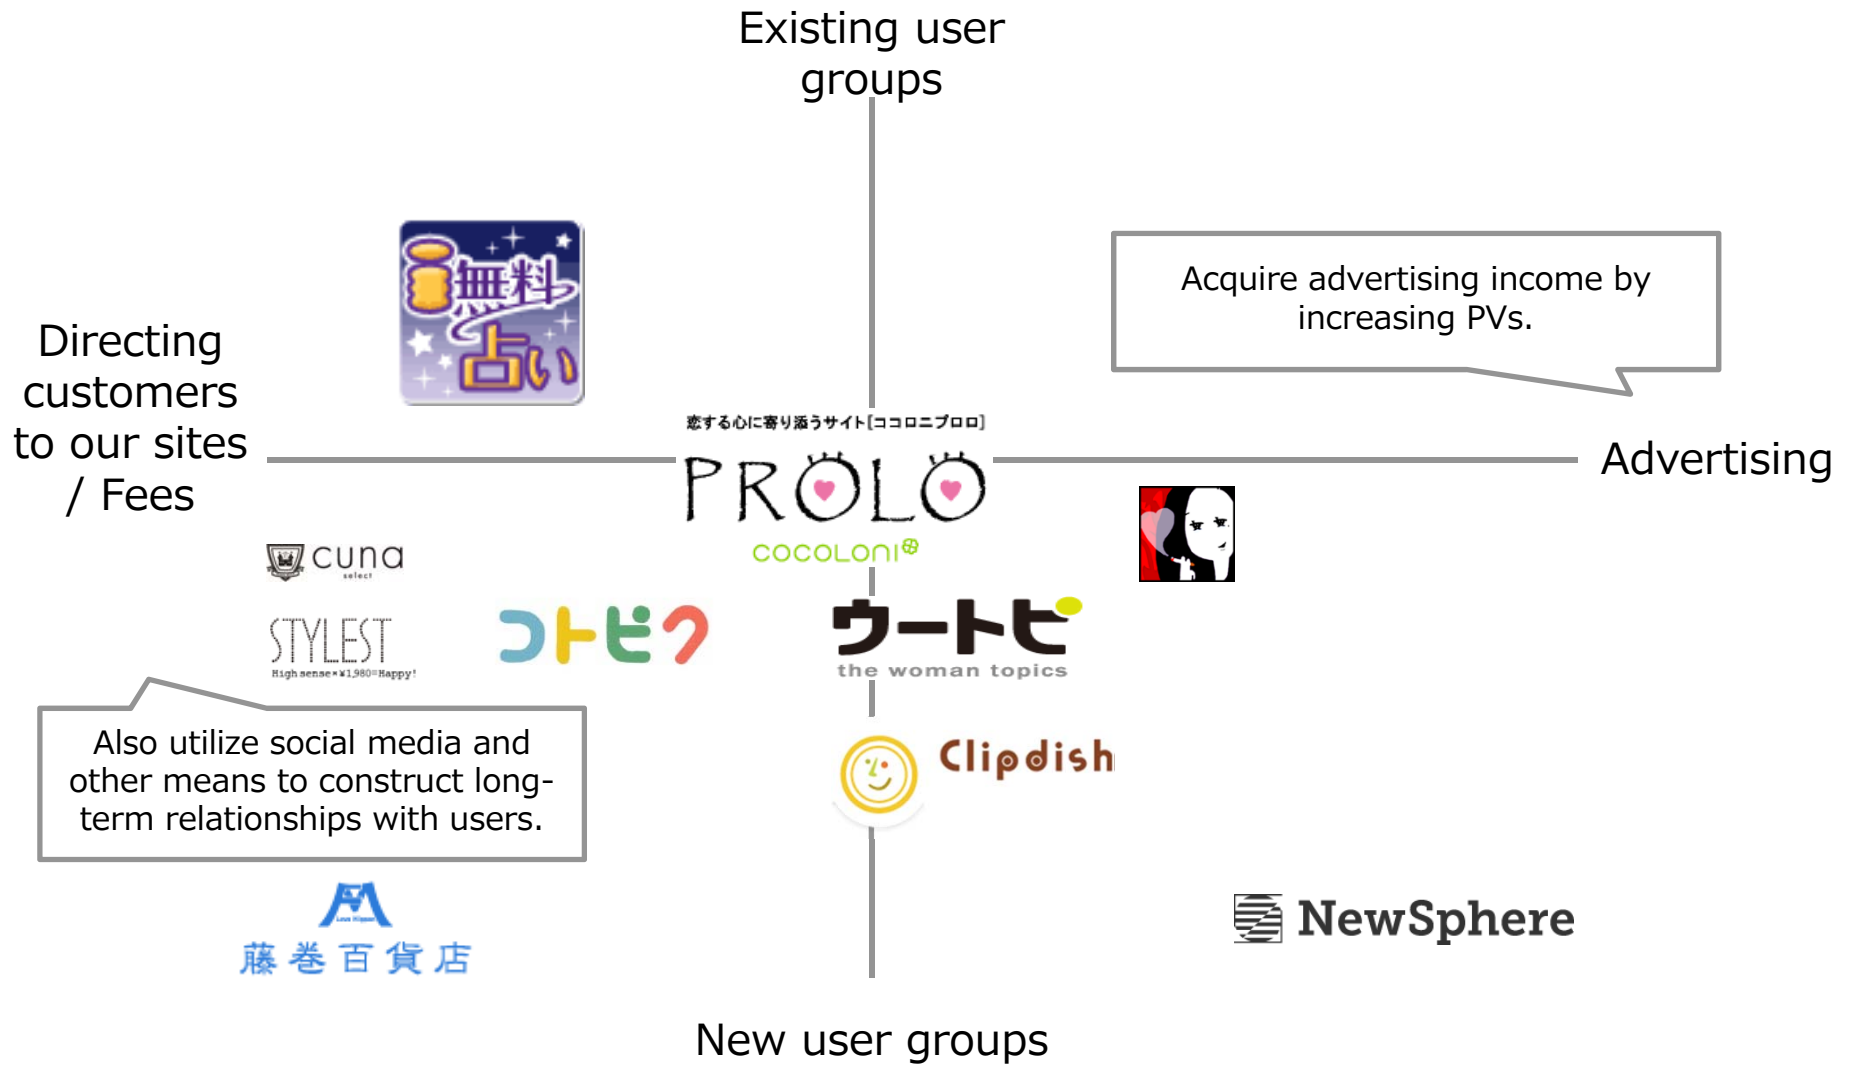 Existing user
groups
無料
占い
Acquire advertising income by
increasing PVs.
Directing
customers
to our sites
/ Fees
恋する心に寄り添うサイト[ココロニプロロ]
PROLO
COCOLONI
Advertising
cuna
select
STYLEST
High sense×¥1,980=Happy!
コトピク
ウートピ
the woman topics
Clipdish
Also utilize social media and
other means to construct long-
term relationships with users.
Love Nippon
藤巻百貨店
NewSphere
New user groups